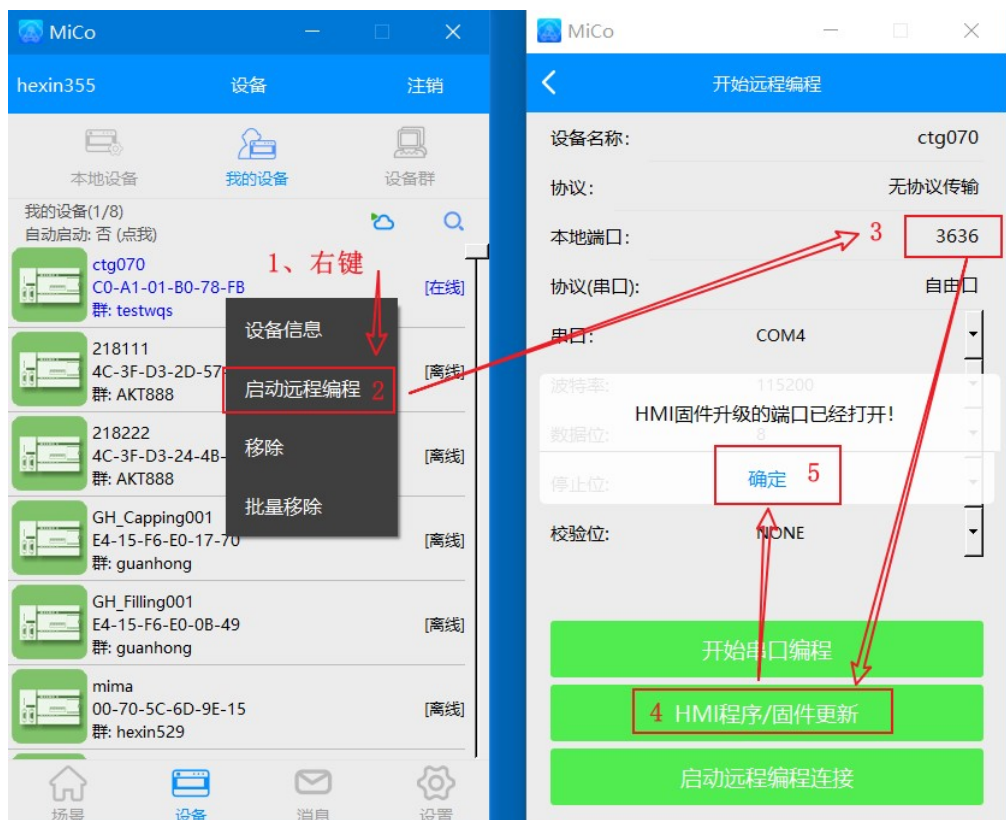 MiCo
hexin355 设备 注销
本地设备 我的设备 设备群
我的设备(1/8)
自动启动: 否 (点我)
ctg070
C0-A1-01-B0-78-FB [在线]
群: testwqs
218111
4C-3F-D3-2D-57 [离线]
群: AKT888
218222
4C-3F-D3-24-4B- [离线]
群: AKT888
GH_Capping001
E4-15-F6-E0-17-70 [离线]
群: guanhong
GH_Filling001
E4-15-F6-E0-0B-49 [离线]
群: guanhong
mima
00-70-5C-6D-9E-15 [离线]
群: hexin529
场景 设备 消息 设置
1、右键
设备信息
启动远程编程 2
移除
批量移除
MiCo
开始远程编程
设备名称: ctg070
协议: 无协议传输
本地端口: 3 3636
协议(串口): 自由口
串口: COM4
波特率: 115200
HMI固件升级的端口已经打开!
数据位: 8
确定 5
停止位:
校验位: NONE
开始串口编程
4 HMI程序/固件更新
启动远程编程连接